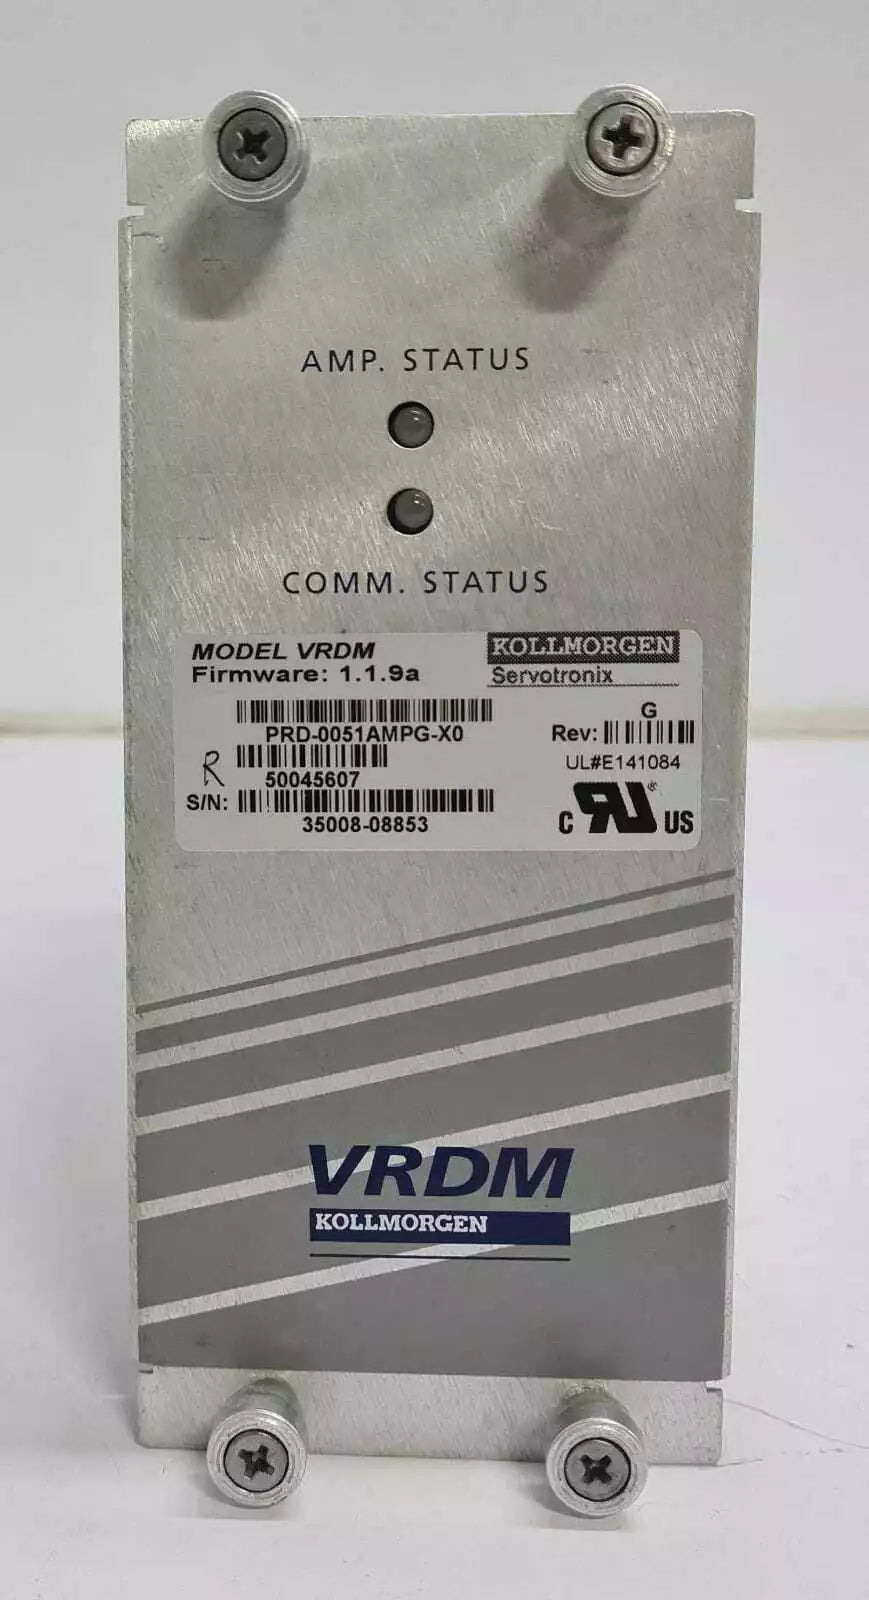 AMP. STATUS
COMM. STATUS
MODEL VRDM
Firmware: 1.1.9a
KOLLMORGEN
Servotronix
PRD-0051AMPG-X0
G
Rev:
R
50045607
UL#E141084
S/N:
35008-08853
C RU ® US
VRDM
KOLLMORGEN